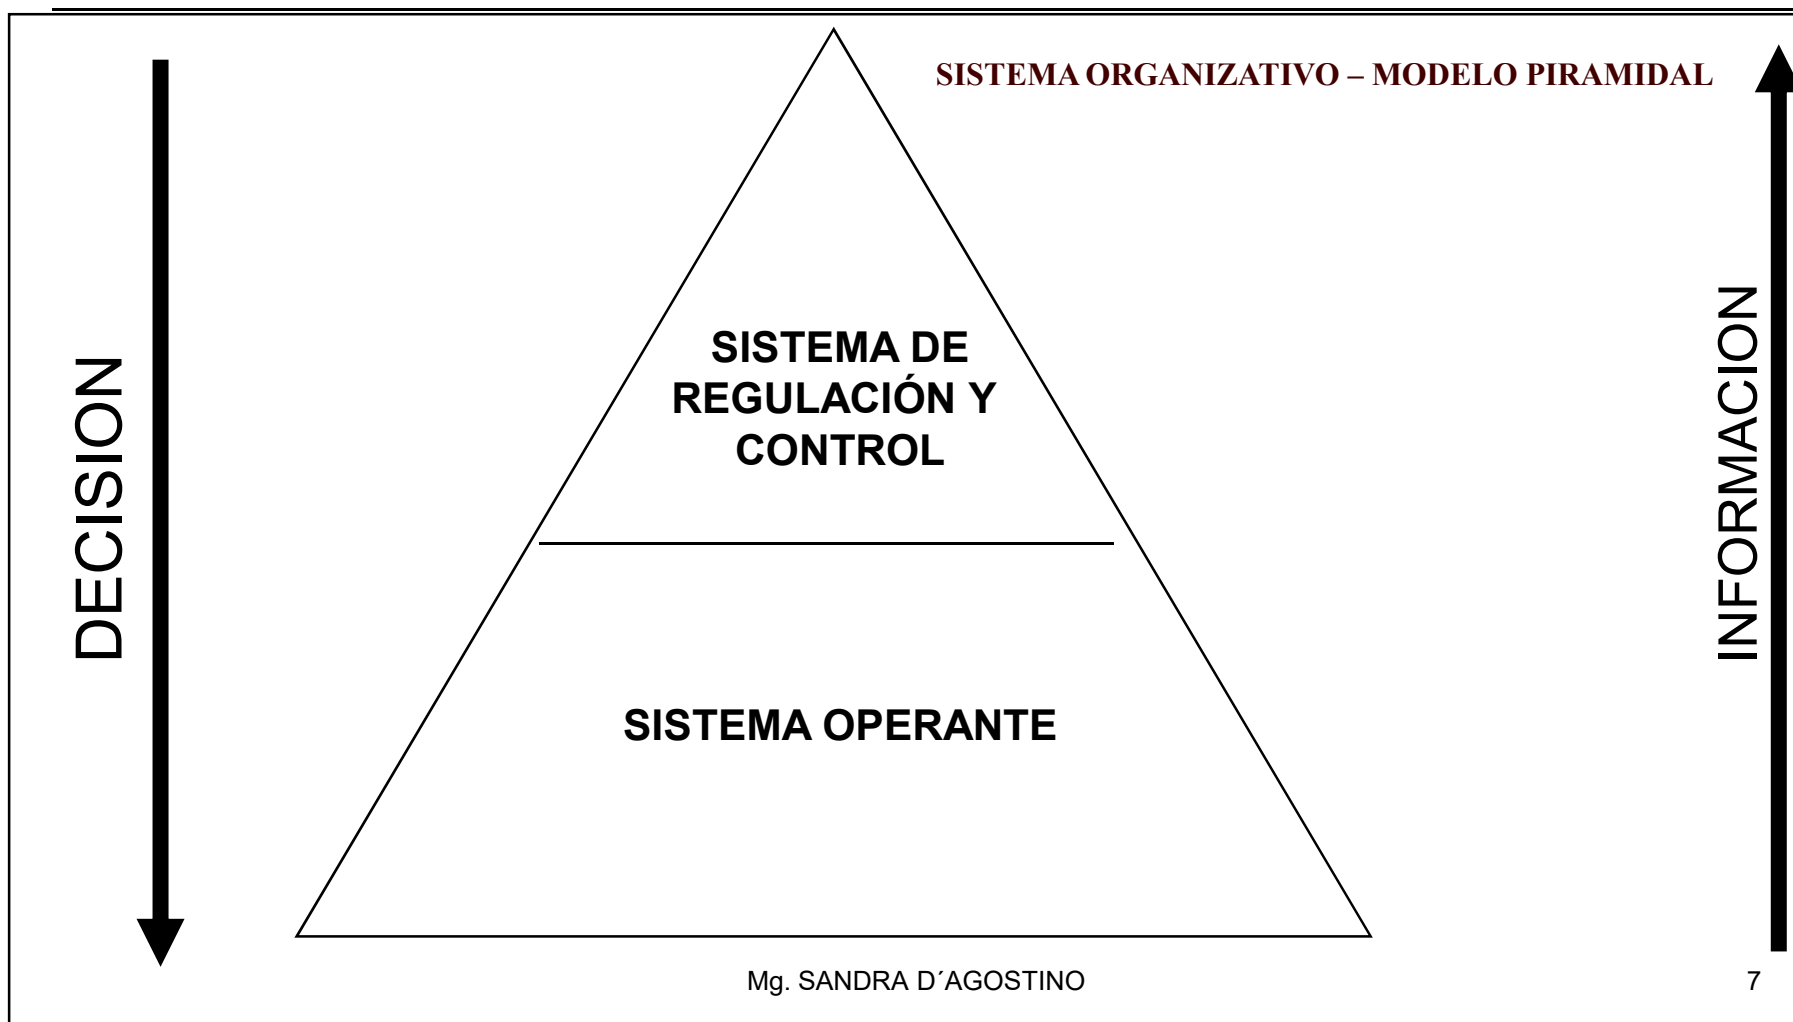 SISTEMA ORGANIZATIVO – MODELO PIRAMIDAL
DECISION
SISTEMA DE
REGULACIÓN Y
CONTROL
SISTEMA OPERANTE
INFORMACION
Mg. SANDRA D´AGOSTINO
7